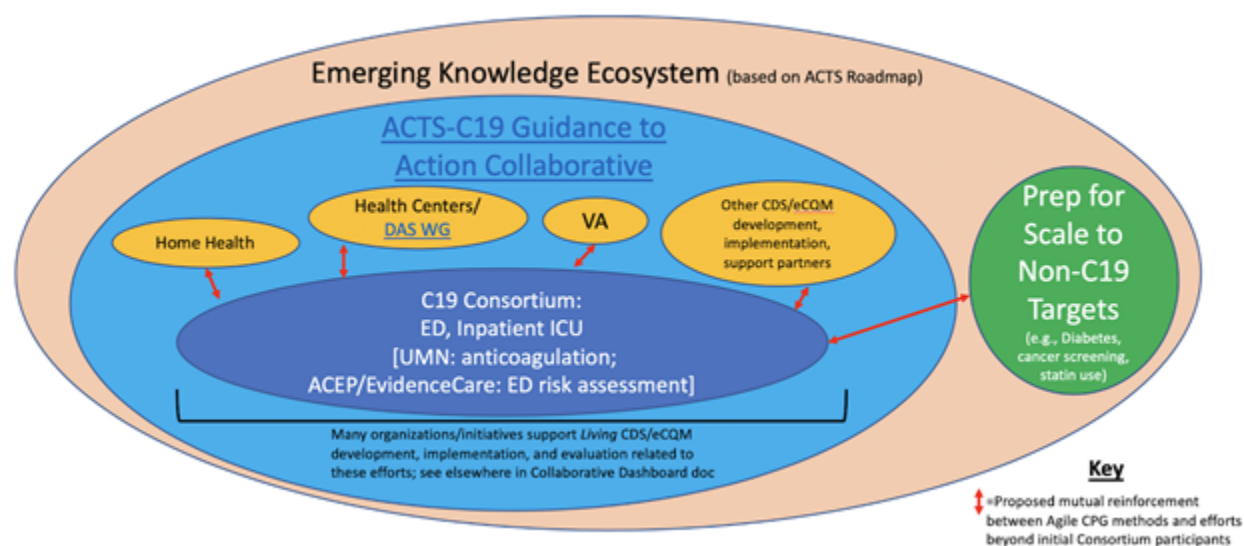 Emerging Knowledge Ecosystem (based on ACTS Roadmap)
ACTS-C19 Guidance to
Action Collaborative
Home Health
Health Centers/
DAS WG
VA
Other CDS/eCQM
development,
implementation,
support partners
C19 Consortium:
ED, Inpatient ICU
[UMN: anticoagulation;
ACEP/EvidenceCare: ED risk assessment]
Many organizations/initiatives support Living CDS/eCQM
development, implementation, and evaluation related to
these efforts; see elsewhere in Collaborative Dashboard doc
Prep for
Scale to
Non-C19
Targets
(e.g., Diabetes,
cancer screening,
statin use)
Key
=Proposed mutual reinforcement
between Agile CPG methods and efforts
beyond initial Consortium participants